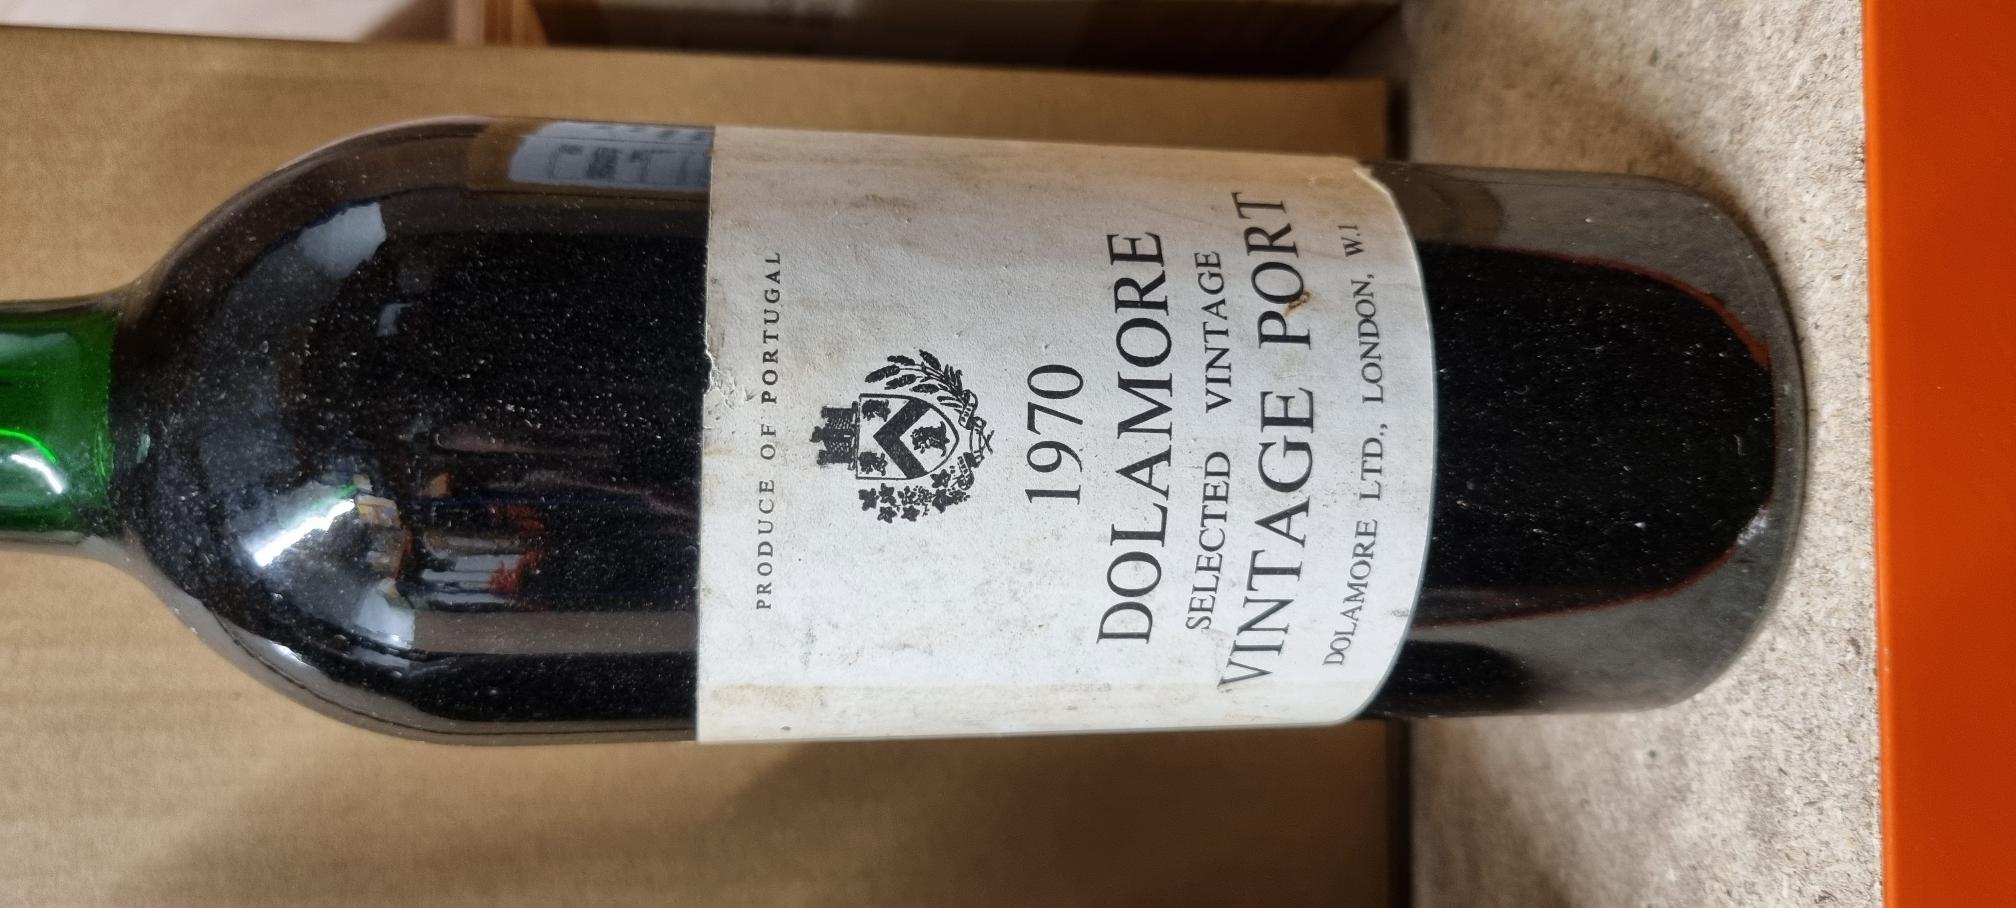 PRODUCE OF PORTUGAL
1970
DOLAMORE
SELECTED VINTAGE
VINTAGE PORT
DOLAMORE LTD., LONDON, W.1